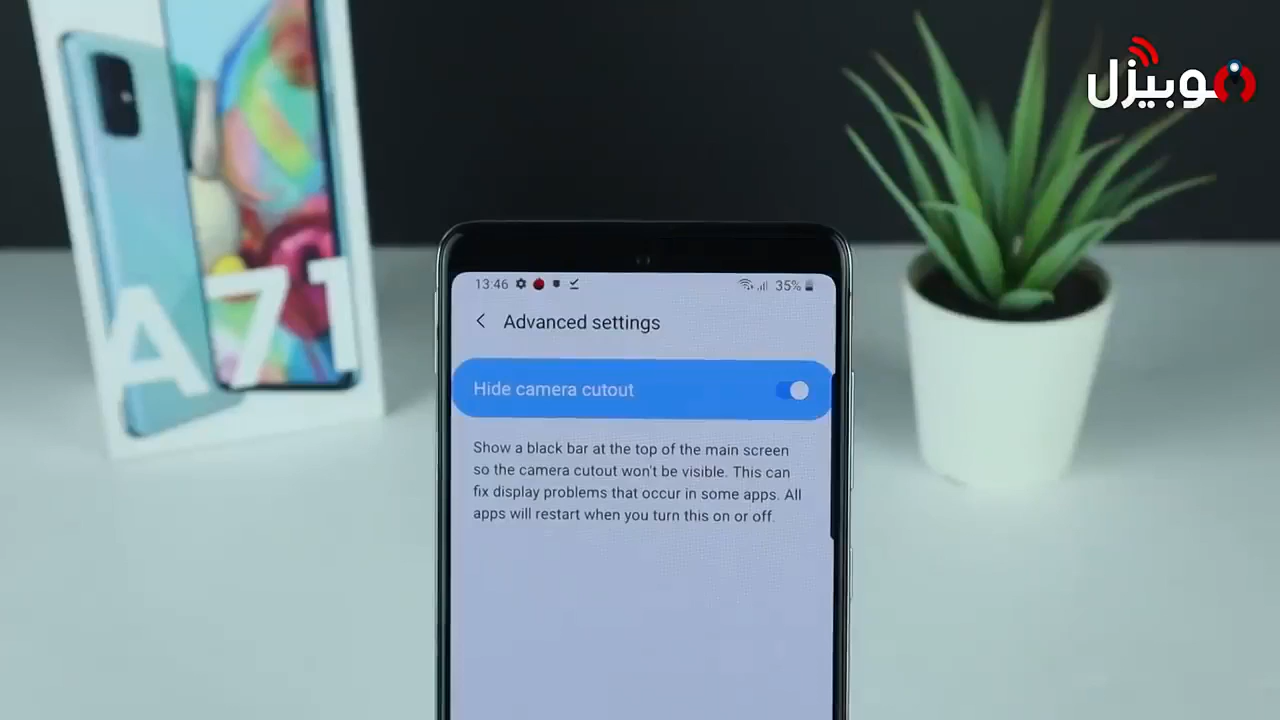 موبيزل
A71
13:46
35%
Advanced settings
Hide camera cutout
Show a black bar at the top of the main screen
so the camera cutout won't be visible. This can
fix display problems that occur in some apps. All
apps will restart when you turn this on or off.